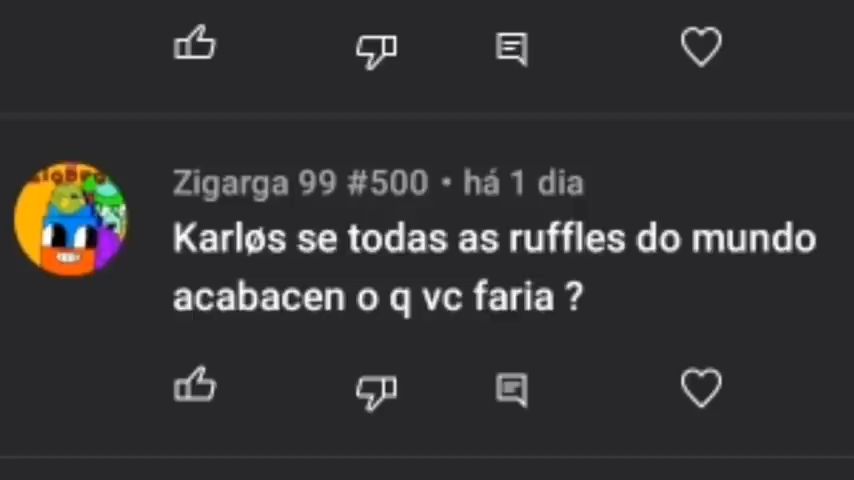 Zigarga 99 #500 • há 1 dia
Karløs se todas as ruffles do mundo
acabacen o q vc faria ?